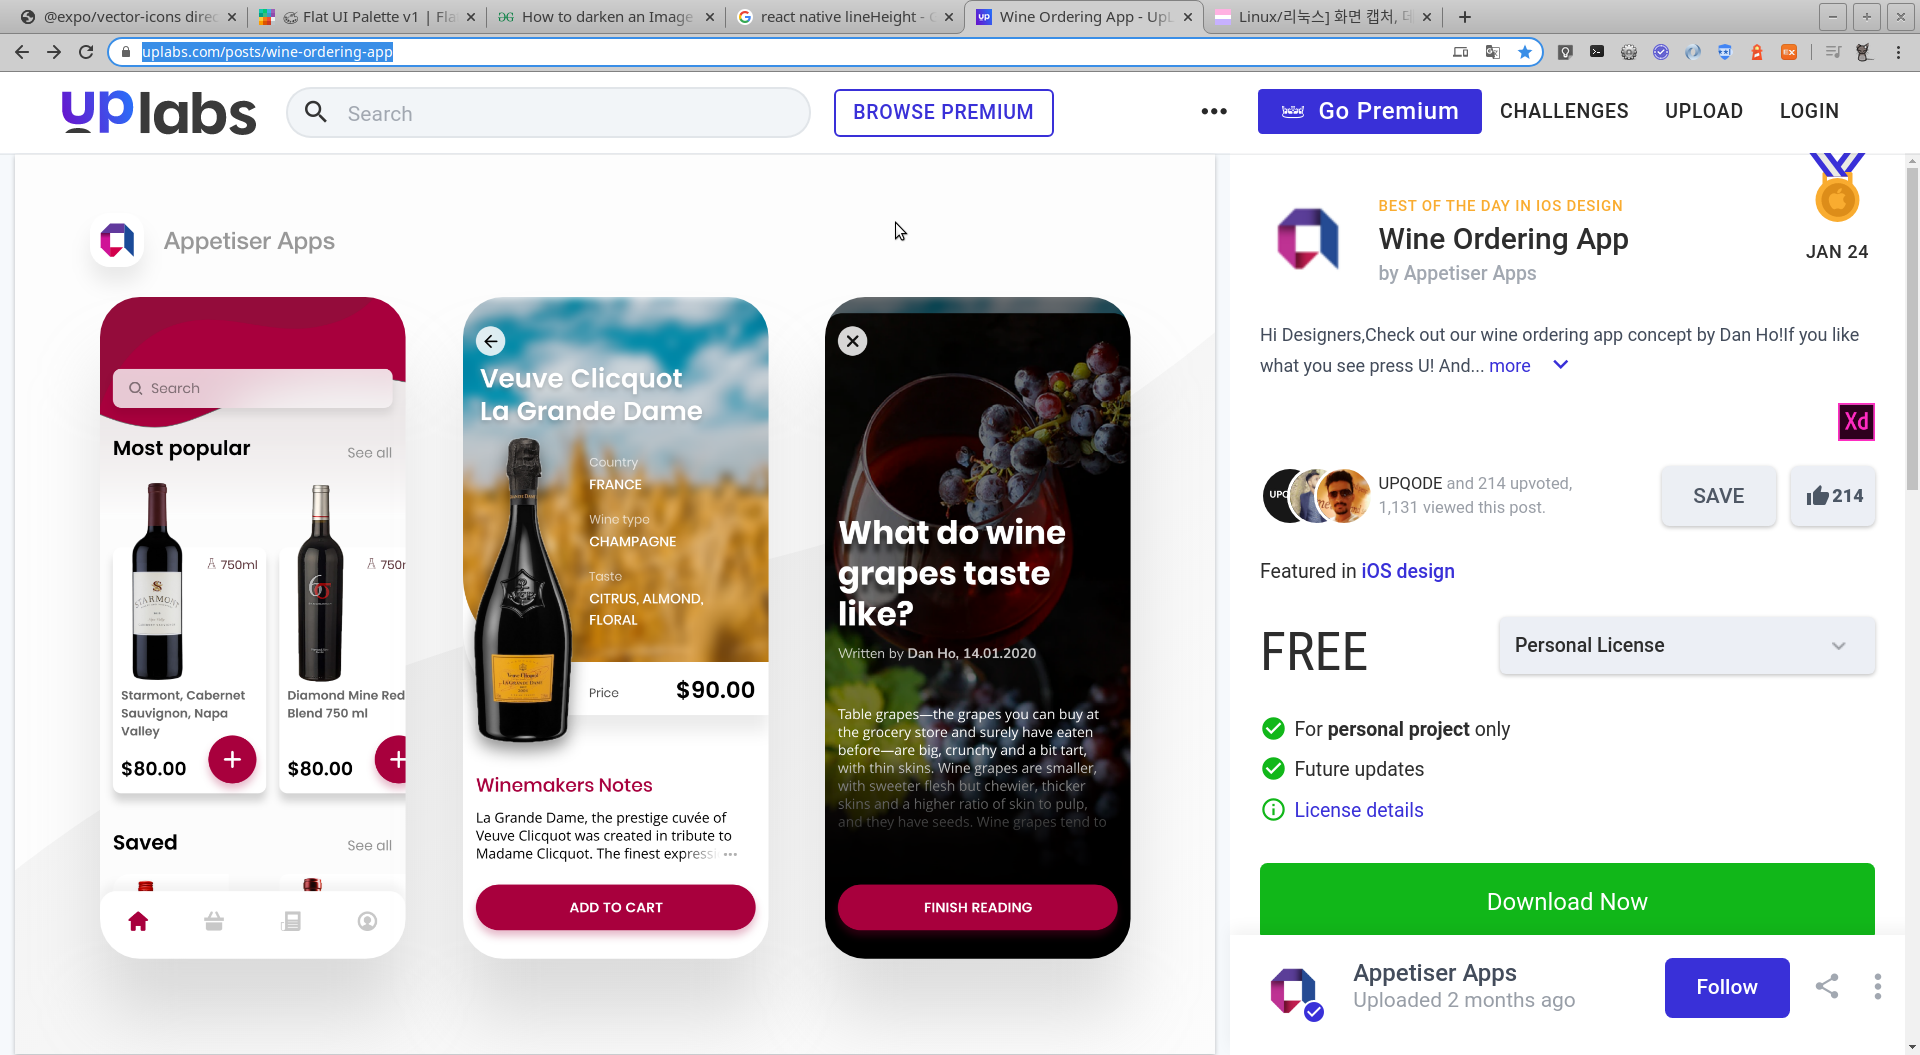 @expo/vector-icons direc
Flat UI Palette v1 | Fla
How to darken an Image
react native lineHeight - G
Wine Ordering App - UpL
Linux/리눅스] 화면 캡처, 데
uplabs.com/posts/wine-ordering-app
uplabs
Search
BROWSE PREMIUM
Go Premium
CHALLENGES
UPLOAD
LOGIN
Appetiser Apps
Search
Most popular
See all
750ml
750m
STARMONT
Starmont, Cabernet
Sauvignon, Napa
Valley
$80.00
Diamond Mine Red
Blend 750 ml
$80.00
Saved
See all
Veuve Clicquot
La Grande Dame
Country
FRANCE
Wine type
CHAMPAGNE
Taste
CITRUS, ALMOND,
FLORAL
Price
$90.00
Winemakers Notes
La Grande Dame, the prestige cuvée of
Veuve Clicquot was created in tribute to
Madame Clicquot. The finest expressi ...
ADD TO CART
What do wine
grapes taste
like?
Written by Dan Ho, 14.01.2020
Table grapes—the grapes you can buy at
the grocery store and surely have eaten
before—are big, crunchy and a bit tart,
with thin skins. Wine grapes are smaller,
with sweeter flesh but chewier, thicker
skins and a higher ratio of skin to pulp,
and they have seeds. Wine grapes tend to
FINISH READING
BEST OF THE DAY IN IOS DESIGN
Wine Ordering App
by Appetiser Apps
JAN 24
Hi Designers,Check out our wine ordering app concept by Dan Ho!If you like
what you see press U! And... more
Xd
UPQODE and 214 upvoted,
1,131 viewed this post.
SAVE
214
Featured in iOS design
FREE
Personal License
For personal project only
Future updates
License details
Download Now
Appetiser Apps
Uploaded 2 months ago
Follow